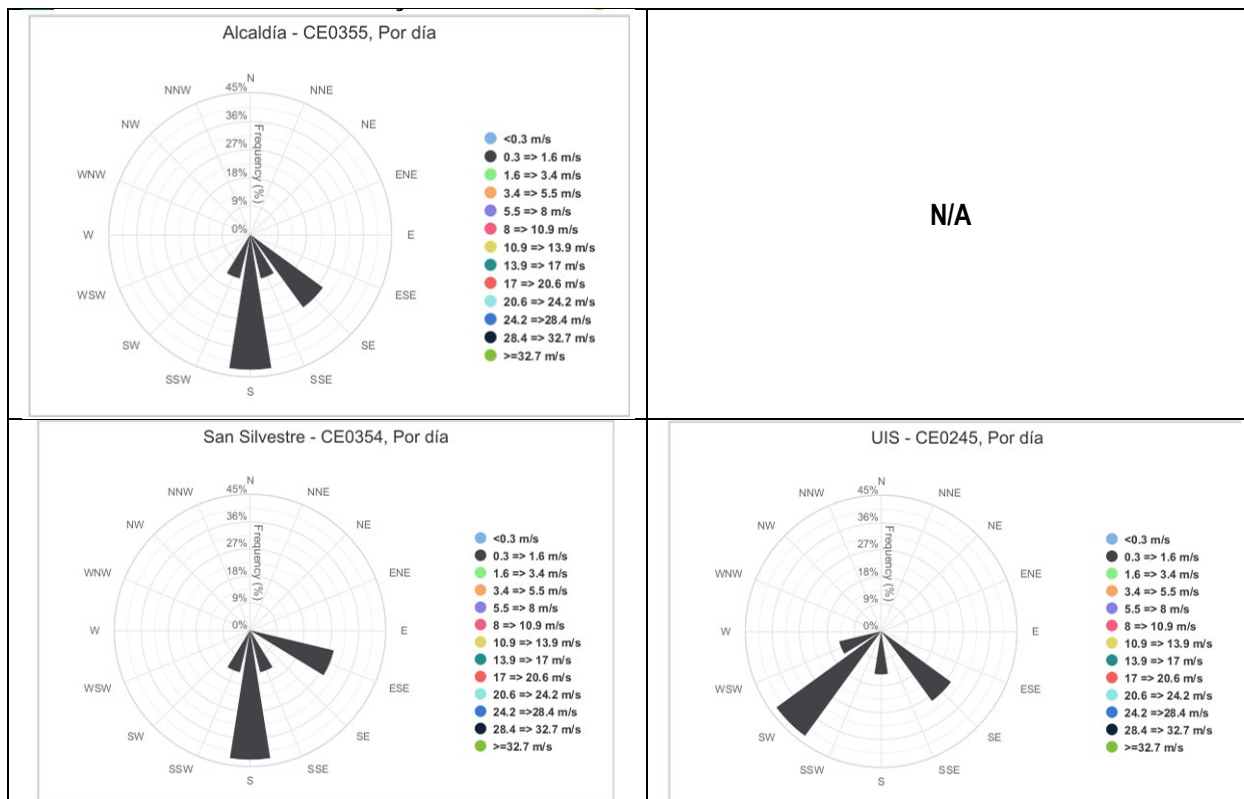 Alcaldía - CE0355, Por día
N
NNE
NE
ENE
E
ESE
SE
SSE
S
SSW
SW
WSW
W
WNW
NW
NNW
45%
36%
27%
18%
9%
0%
Frequency (%)
<0.3 m/s
0.3 => 1.6 m/s
1.6 => 3.4 m/s
3.4 => 5.5 m/s
5.5 => 8 m/s
8 => 10.9 m/s
10.9 => 13.9 m/s
13.9 => 17 m/s
17 => 20.6 m/s
20.6 => 24.2 m/s
24.2 =>28.4 m/s
28.4 => 32.7 m/s
>=32.7 m/s
N/A
San Silvestre - CE0354, Por día
N
NNE
NE
ENE
E
ESE
SE
SSE
S
SSW
SW
WSW
W
WNW
NW
NNW
45%
36%
27%
18%
9%
0%
Frequency (%)
<0.3 m/s
0.3 => 1.6 m/s
1.6 => 3.4 m/s
3.4 => 5.5 m/s
5.5 => 8 m/s
8 => 10.9 m/s
10.9 => 13.9 m/s
13.9 => 17 m/s
17 => 20.6 m/s
20.6 => 24.2 m/s
24.2 =>28.4 m/s
28.4 => 32.7 m/s
>=32.7 m/s
UIS - CE0245, Por día
N
NNE
NE
ENE
E
ESE
SE
SSE
S
SSW
SW
WSW
W
WNW
NW
NNW
45%
36%
27%
18%
9%
0%
Frequency (%)
<0.3 m/s
0.3 => 1.6 m/s
1.6 => 3.4 m/s
3.4 => 5.5 m/s
5.5 => 8 m/s
8 => 10.9 m/s
10.9 => 13.9 m/s
13.9 => 17 m/s
17 => 20.6 m/s
20.6 => 24.2 m/s
24.2 =>28.4 m/s
28.4 => 32.7 m/s
>=32.7 m/s